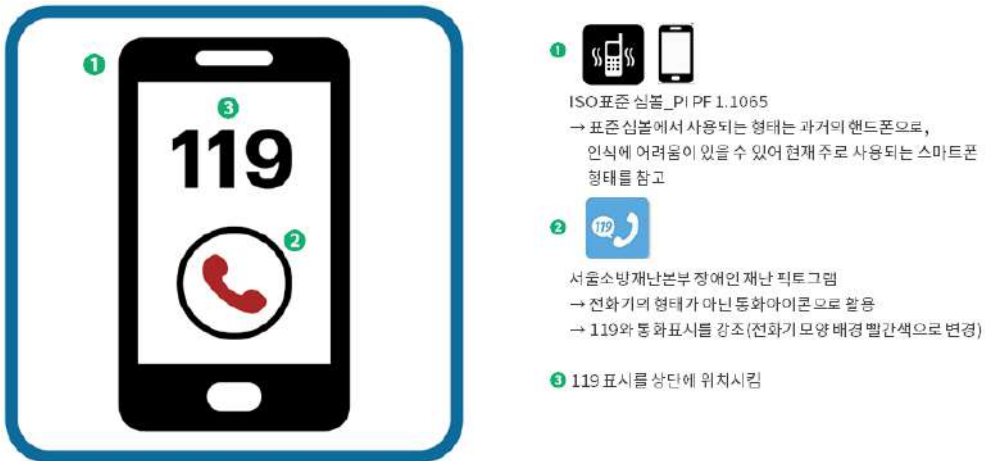 ❶
❸
119
❷
❶
ISO표준 심볼_PI PF 1.1065
→ 표준 심볼에서 사용되는 형태는 과거의 핸드폰으로,
인식에 어려움이 있을 수 있어 현재 주로 사용되는 스마트폰
형태를 참고
❷ 119
서울소방재난본부 장애인 재난 픽토그램
→ 전화기의 형태가 아닌 통화아이콘으로 활용
→ 119와 통화표시를 강조(전화기 모양 배경 빨간색으로 변경)
❸ 119 표시를 상단에 위치시킴